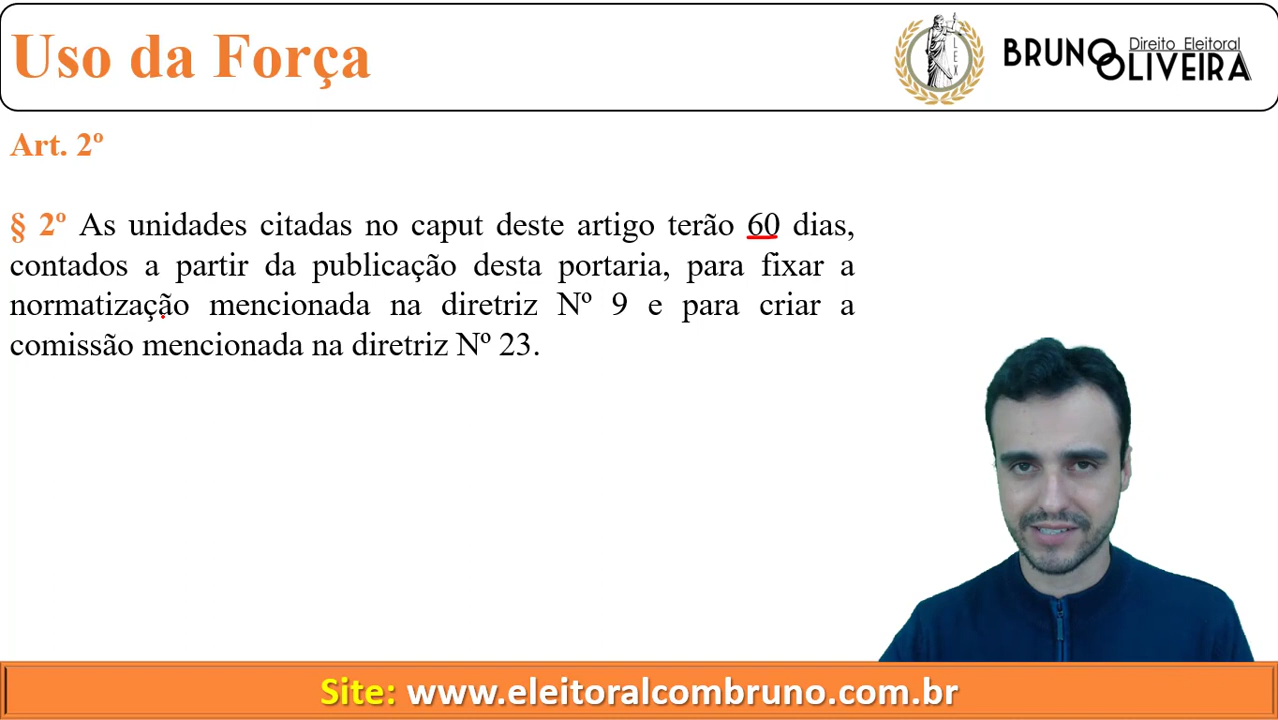 Uso da Força
LEX
BRUNO
Direito Eleitoral
OLIVEIRA
Art. 2º
§ 2º As unidades citadas no caput deste artigo terão 60 dias,
contados a partir da publicação desta portaria, para fixar a
normatização mencionada na diretriz Nº 9 e para criar a
comissão mencionada na diretriz Nº 23.
Site: www.eleitoralcombruno.com.br